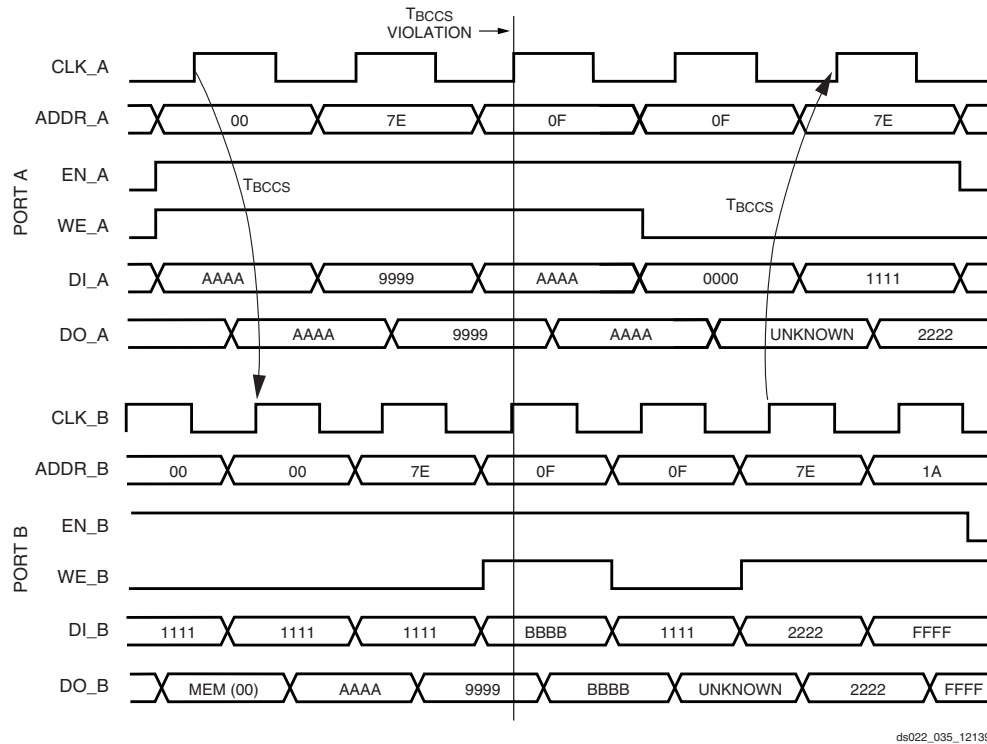 TBCCS
VIOLATION
CLK_A
ADDR_A 00 7E 0F 0F 7E
PORT A
EN_A
TBCCS
TBCCS
WE_A
DI_A AAAA 9999 AAAA 0000 1111
DO_A AAAA 9999 AAAA UNKNOWN 2222
CLK_B
ADDR_B 00 00 7E 0F 0F 7E 1A
PORT B
EN_B
WE_B
DI_B 1111 1111 1111 BBBB 1111 2222 FFFF
DO_B MEM (00) AAAA 9999 BBBB UNKNOWN 2222 FFFF